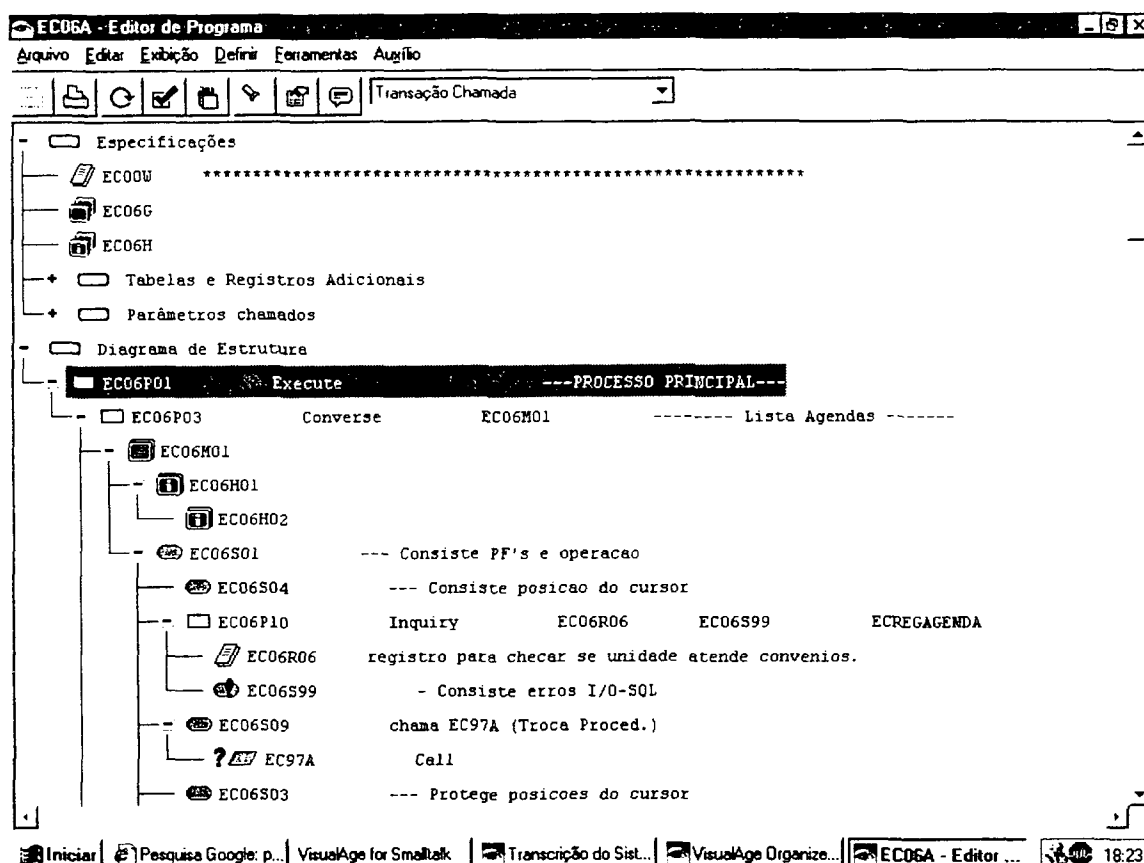 EC06A - Editor de Programa
Arquivo Editar Exibição Definir Ferramentas Auxílio
Transação Chamada
- Especificações
EC00W ************************************************************
EC06G
EC06H
+ Tabelas e Registros Adicionais
+ Parâmetros chamados
- Diagrama de Estrutura
- EC06P01 Execute ---PROCESSO PRINCIPAL---
- EC06P03 Converse EC06M01 -------- Lista Agendas -------
- EC06M01
- EC06H01
EC06H02
- EC06S01 --- Consiste PF's e operacao
EC06S04 --- Consiste posicao do cursor
- EC06P10 Inquiry EC06R06 EC06S99 ECREGAGENDA
EC06R06 registro para checar se unidade atende convenios.
EC06S99 - Consiste erros I/O-SQL
- EC06S09 chama EC97A (Troca Proced.)
? EC97A Call
EC06S03 --- Protege posicoes do cursor
Iniciar Pesquisa Google: p... VisualAge for Smalltalk Transcrição do Sist... VisualAge Organize... EC06A - Editor ... 18:23